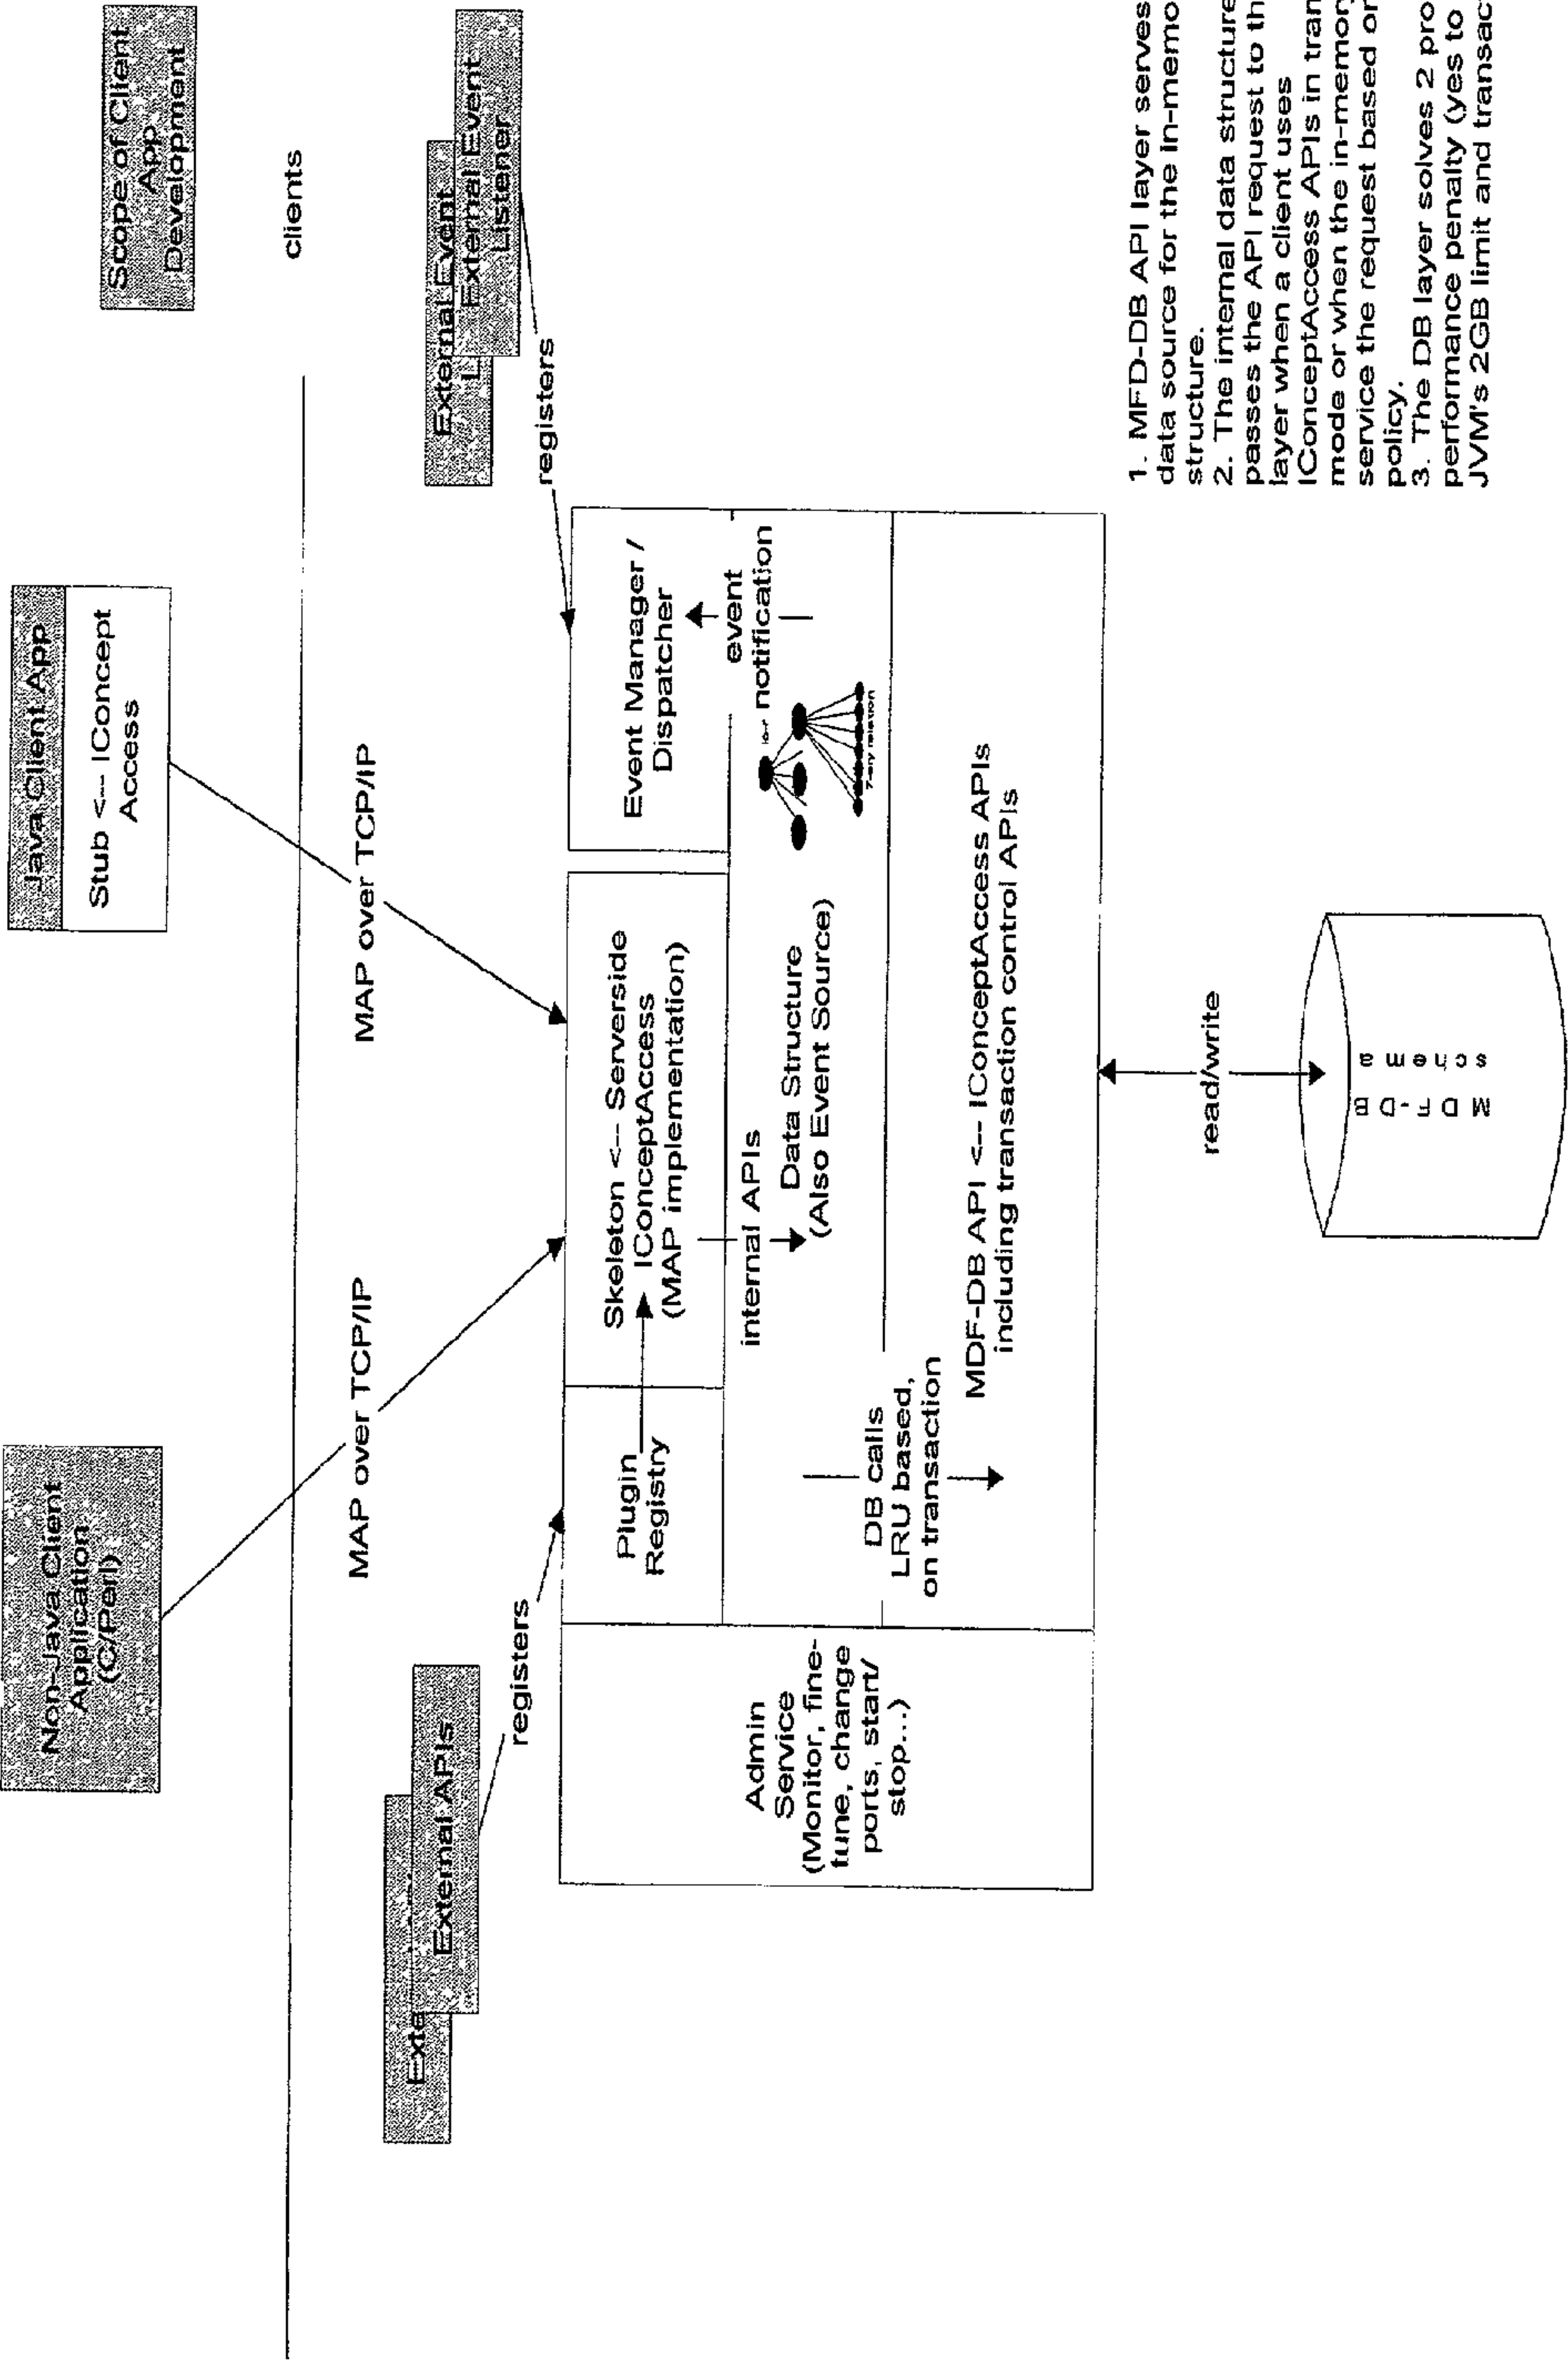 Non-Java Client
Application
(C/Perl)
Java Client App
Stub <-- IConcept
Access
Scope of Client
App
Development
clients
MAP over TCP/IP
MAP over TCP/IP
External APIs
registers
External Event
External Event
Listener
registers
Plugin
Registry
Skeleton <-- Serverside
IConceptAccess
(MAP implementation)
Event Manager /
Dispatcher
internal APIs
event
notification
Data Structure
(Also Event Source)
7-ary relation
Admin
Service
(Monitor, fine-
tune, change
ports, start/
stop...)
DB calls
LRU based,
on transaction
MDF-DB API <-- IConceptAccess APIs
including transaction control APIs
read/write
MDF-DB
schema
1. MFD-DB API layer serves
data source for the in-memo
structure.
2. The internal data structure
passes the API request to th
layer when a client uses
IConceptAccess APIs in tran
mode or when the in-memory
service the request based or
policy.
3. The DB layer solves 2 pro
performance penalty (yes to
JVM's 2GB limit and transac